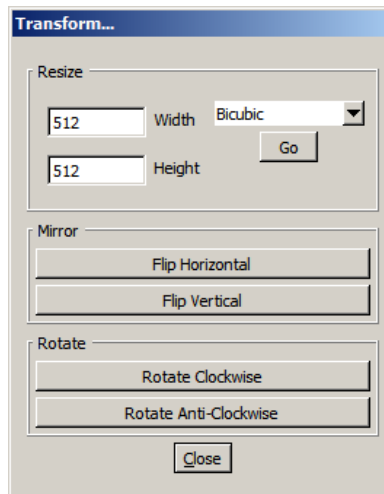 Transform...
Resize
512 Width Bicubic
Go
512 Height
Mirror
Flip Horizontal
Flip Vertical
Rotate
Rotate Clockwise
Rotate Anti-Clockwise
Close